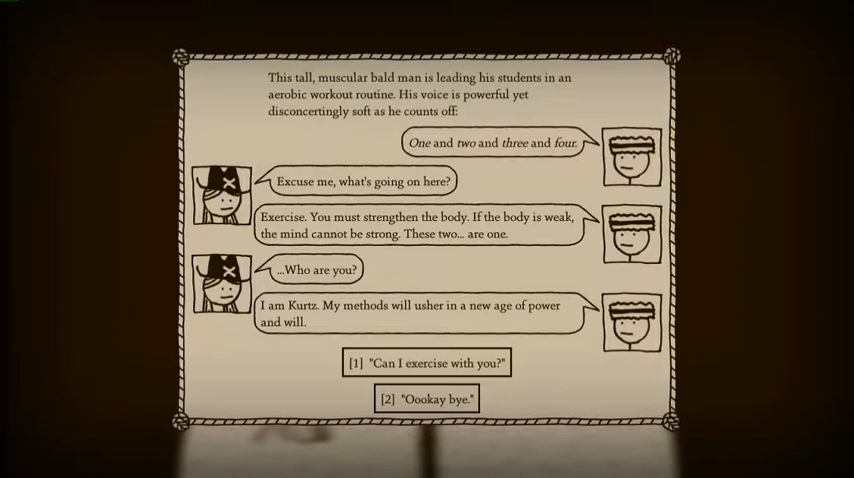 This tall, muscular bald man is leading his students in an
aerobic workout routine. His voice is powerful yet
disconcertingly soft as he counts off:
One and two and three and four.
Excuse me, what's going on here?
Exercise. You must strengthen the body. If the body is weak,
the mind cannot be strong. These two... are one.
...Who are you?
I am Kurtz. My methods will usher in a new age of power
and will.
[1] "Can I exercise with you?"
[2] "Oookay bye."